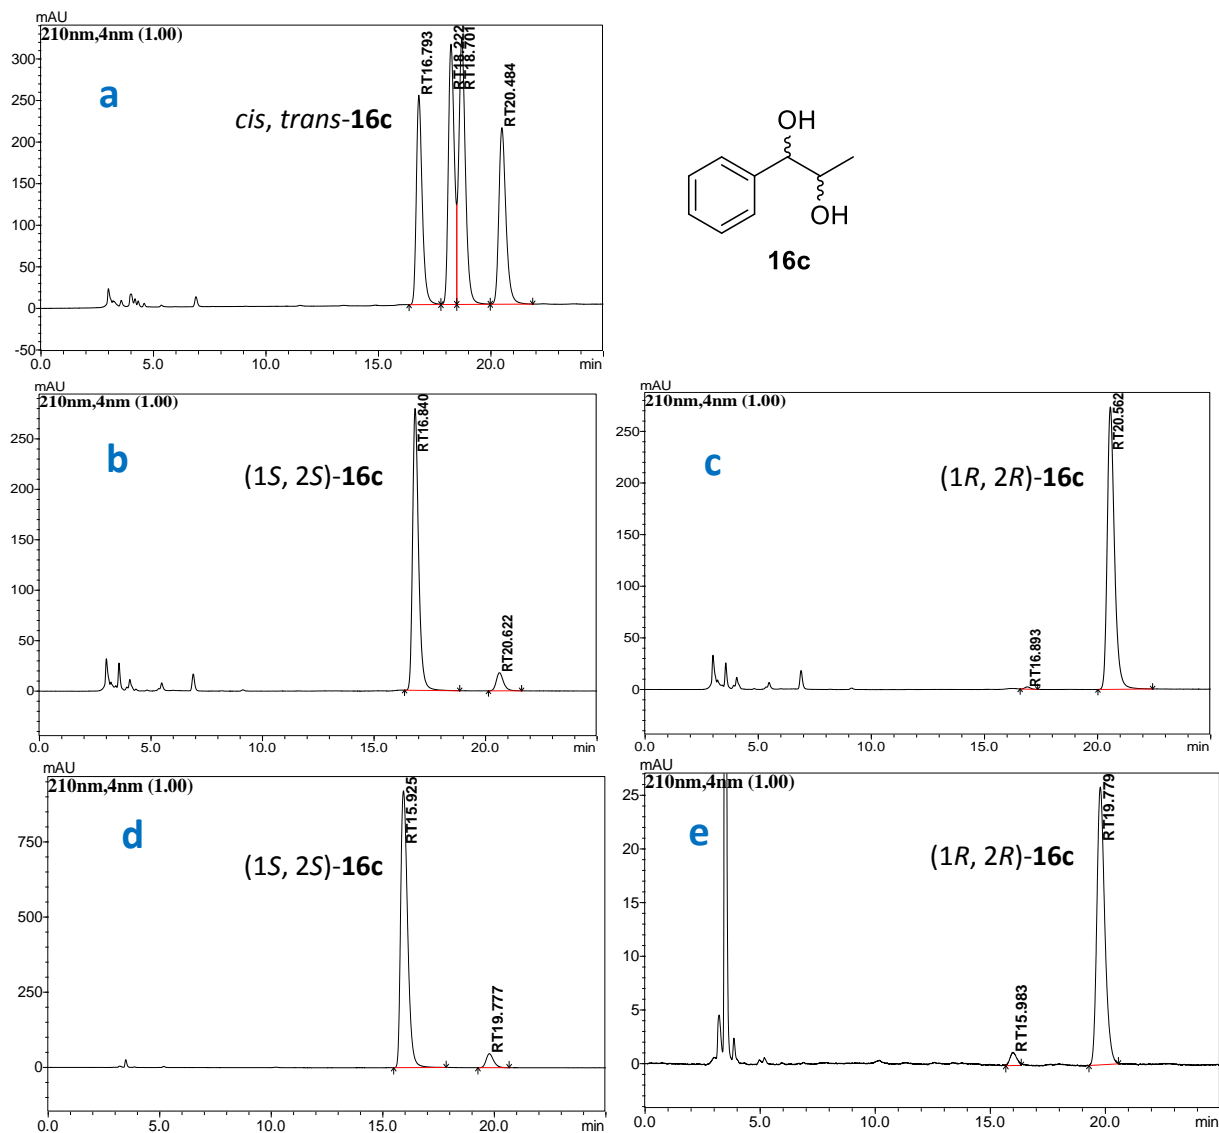 mAU
210nm,4nm (1.00)
a
cis, trans-16c
RT16.793
RT18.222
RT18.701
RT20.484
300
250
200
150
100
50
0
-50
0.0 5.0 10.0 15.0 20.0 min
OH
OH
16c
mAU
210nm,4nm (1.00)
b
(1S, 2S)-16c
RT16.840
RT20.622
250
200
150
100
50
0
0.0 5.0 10.0 15.0 20.0 min
mAU
210nm,4nm (1.00)
c
(1R, 2R)-16c
RT16.893
RT20.562
250
200
150
100
50
0
0.0 5.0 10.0 15.0 20.0 min
mAU
210nm,4nm (1.00)
d
(1S, 2S)-16c
RT15.925
RT19.777
750
500
250
0
0.0 5.0 10.0 15.0 20.0 min
mAU
210nm,4nm (1.00)
e
(1R, 2R)-16c
RT15.983
RT19.779
25
20
15
10
5
0
0.0 5.0 10.0 15.0 20.0 min